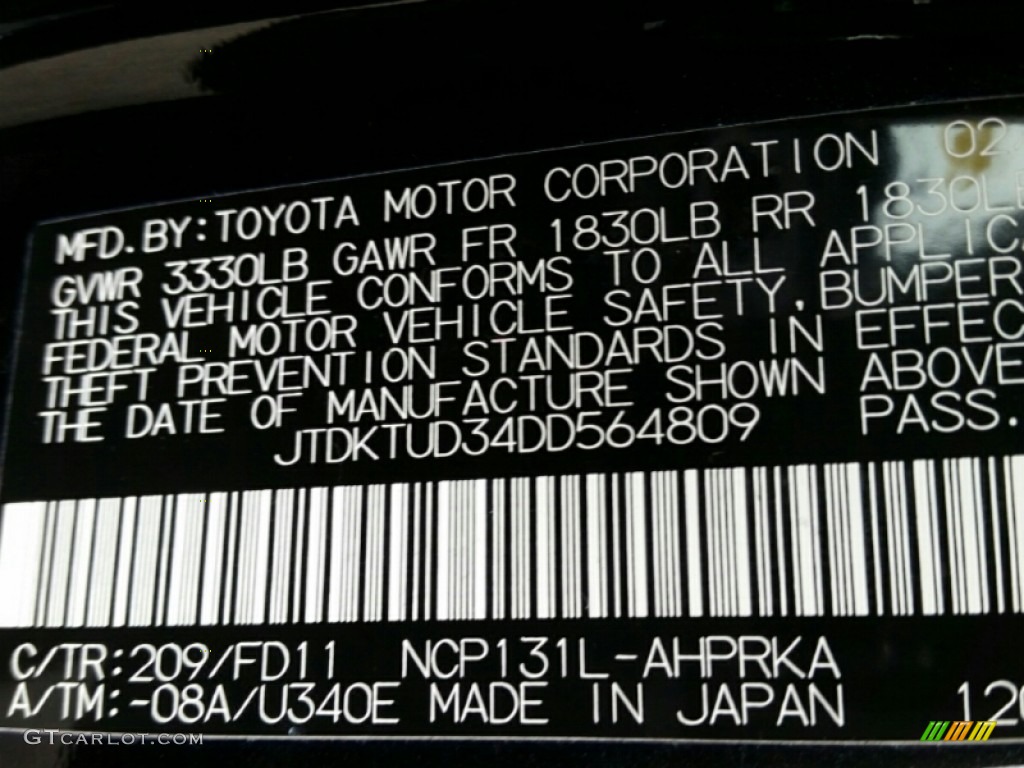 MFD. BY: TOYOTA MOTOR CORPORATION 02
GVWR 3330LB GAWR FR 1830LB RR 1830LB
THIS VEHICLE CONFORMS TO ALL APPLIC
FEDERAL MOTOR VEHICLE SAFETY, BUMPER
THEFT PREVENTION STANDARDS IN EFFEC
THE DATE OF MANUFACTURE SHOWN ABOVE
JTDKTUD34DD564809 PASS.
C/TR: 209/FD11 NCP131L-AHPRKA
A/TM: -08A/U340E MADE IN JAPAN 120
GTcarlot.com